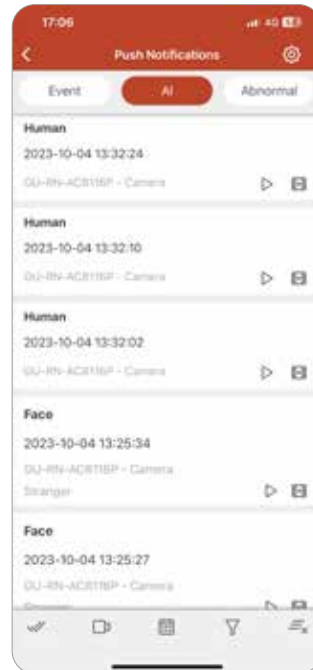 17:06
4G
Push Notifications
Event AI Abnormal
Human
2023-10-04 13:32:24
GU-RN-AC8116P - Camera
Human
2023-10-04 13:32:10
GU-RN-AC8116P - Camera
Human
2023-10-04 13:32:02
GU-RN-AC8116P - Camera
Face
2023-10-04 13:25:34
GU-RN-AC8116P - Camera
Stranger
Face
2023-10-04 13:25:27
GU-RN-AC8116P - Camera